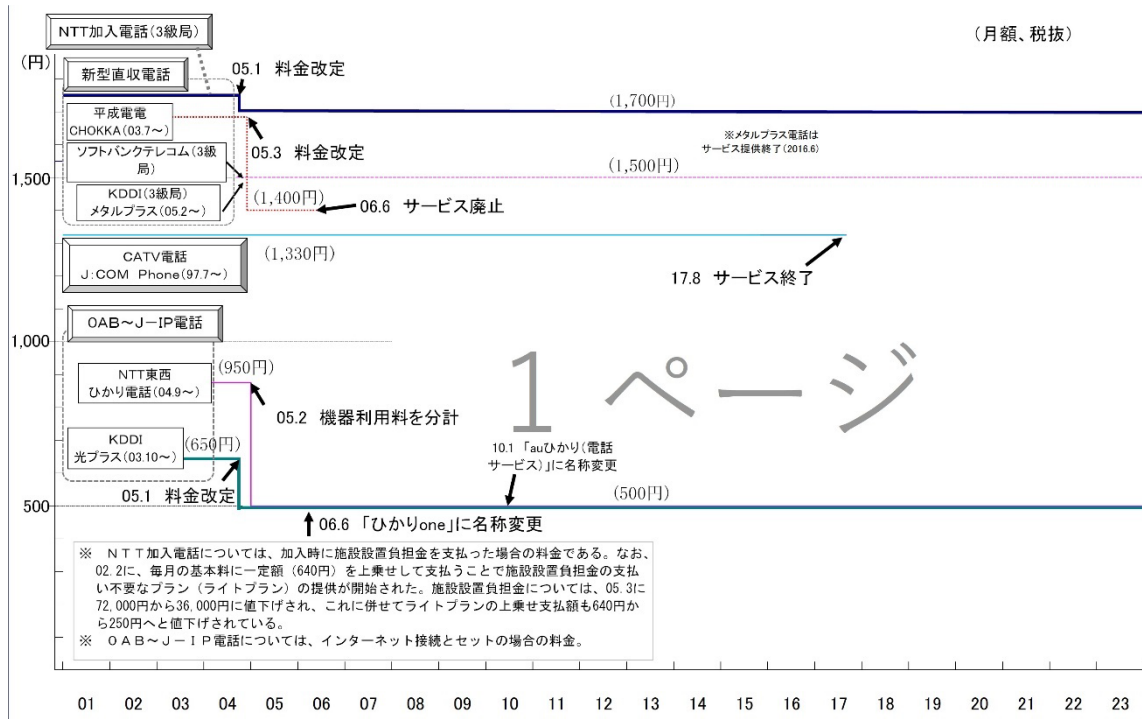 NTT加入電話(3級局)
(月額、税抜)
(円)
新型直収電話
05.1 料金改定
平成電電
CHOKKA(03.7～)
(1,700円)
05.3 料金改定
※メタルプラス電話は
サービス提供終了(2016.6)
ソフトバンクテレコム(3級
局)
(1,500円)
1,500
KDDI(3級局)
メタルプラス(05.2～)
(1,400円)
06.6 サービス廃止
CATV電話
J:COM Phone(97.7～)
(1,330円)
17.8 サービス終了
0AB～J-IP電話
1,000
1 ページ
NTT東西
ひかり電話(04.9～)
(950円)
05.2 機器利用料を分計
KDDI
光プラス(03.10～)
(650円)
10.1 「auひかり(電話
サービス)」に名称変更
05.1 料金改定
(500円)
500
06.6 「ひかりone」に名称変更
※ NTT加入電話については、加入時に施設設置負担金を支払った場合の料金である。なお、
02.2に、毎月の基本料に一定額(640円)を上乗せして支払うことで施設設置負担金の支払
い不要なプラン(ライトプラン)の提供が開始された。施設設置負担金については、05.3に
72,000円から36,000円に値下げされ、これに併せてライトプランの上乗せ支払額も640円か
ら250円へと値下げされている。
※ 0AB～J-IP電話については、インターネット接続とセットの場合の料金。
01 02 03 04 05 06 07 08 09 10 11 12 13 14 15 16 17 18 19 20 21 22 23